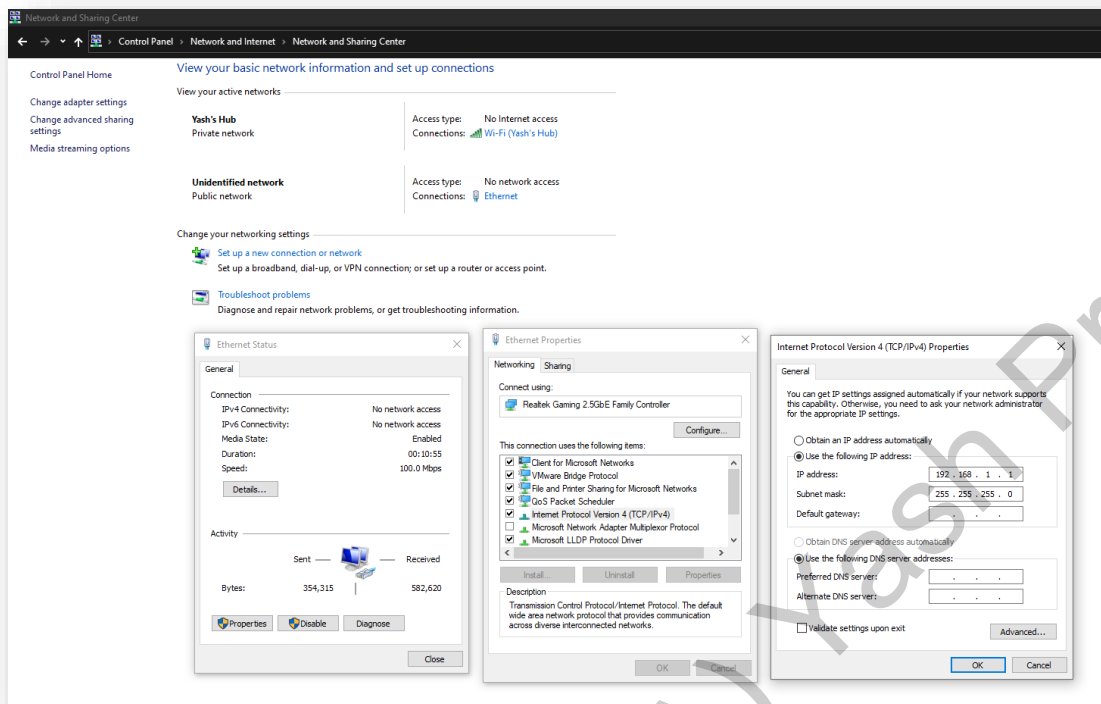 Network and Sharing Center
Control Panel > Network and Internet > Network and Sharing Center
Control Panel Home
Change adapter settings
Change advanced sharing
settings
Media streaming options
View your basic network information and set up connections
View your active networks
Yash's Hub
Private network
Access type: No Internet access
Connections: Wi-Fi (Yash's Hub)
Unidentified network
Public network
Access type: No network access
Connections: Ethernet
Change your networking settings
Set up a new connection or network
Set up a broadband, dial-up, or VPN connection; or set up a router or access point.
Troubleshoot problems
Diagnose and repair network problems, or get troubleshooting information.
Ethernet Status
General
Connection
IPv4 Connectivity: No network access
IPv6 Connectivity: No network access
Media State: Enabled
Duration: 00:10:55
Speed: 100.0 Mbps
Details...
Activity
Sent — Received
Bytes: 354,315 | 582,620
Properties Disable Diagnose
Close
Ethernet Properties
Networking Sharing
Connect using:
Realtek Gaming 2.5GbE Family Controller
Configure...
This connection uses the following items:
Client for Microsoft Networks
VMware Bridge Protocol
File and Printer Sharing for Microsoft Networks
QoS Packet Scheduler
Internet Protocol Version 4 (TCP/IPv4)
Microsoft Network Adapter Multiplexor Protocol
Microsoft LLDP Protocol Driver
Install... Uninstall Properties
Description
Transmission Control Protocol/Internet Protocol. The default
wide area network protocol that provides communication
across diverse interconnected networks.
OK Cancel
Internet Protocol Version 4 (TCP/IPv4) Properties
General
You can get IP settings assigned automatically if your network supports
this capability. Otherwise, you need to ask your network administrator
for the appropriate IP settings.
Obtain an IP address automatically
Use the following IP address:
IP address: 192 . 168 . 1 . 1
Subnet mask: 255 . 255 . 255 . 0
Default gateway: . . .
Obtain DNS server address automatically
Use the following DNS server addresses:
Preferred DNS server: . . .
Alternate DNS server: . . .
Validate settings upon exit
Advanced...
OK Cancel
Yash